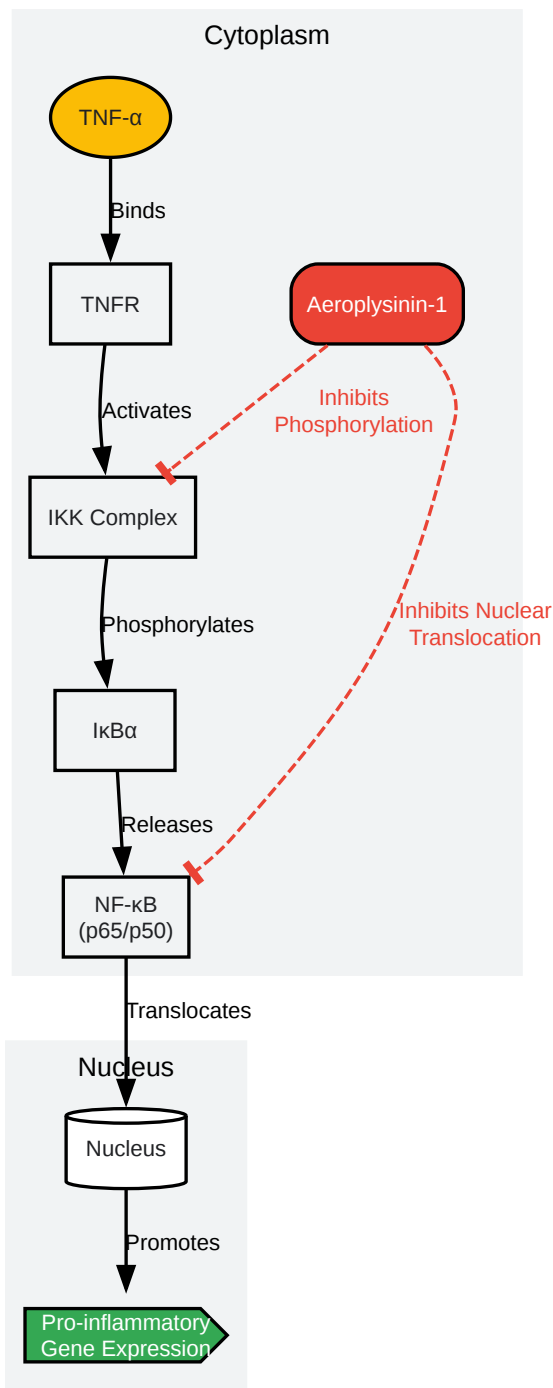 Cytoplasm
TNF-α
Binds
TNFR
Aeroplysinin-1
Activates
Inhibits
Phosphorylation
IKK Complex
Phosphorylates
Inhibits Nuclear
Translocation
IκBα
Releases
NF-κB
(p65/p50)
Translocates
Nucleus
Nucleus
Promotes
Pro-inflammatory
Gene Expression